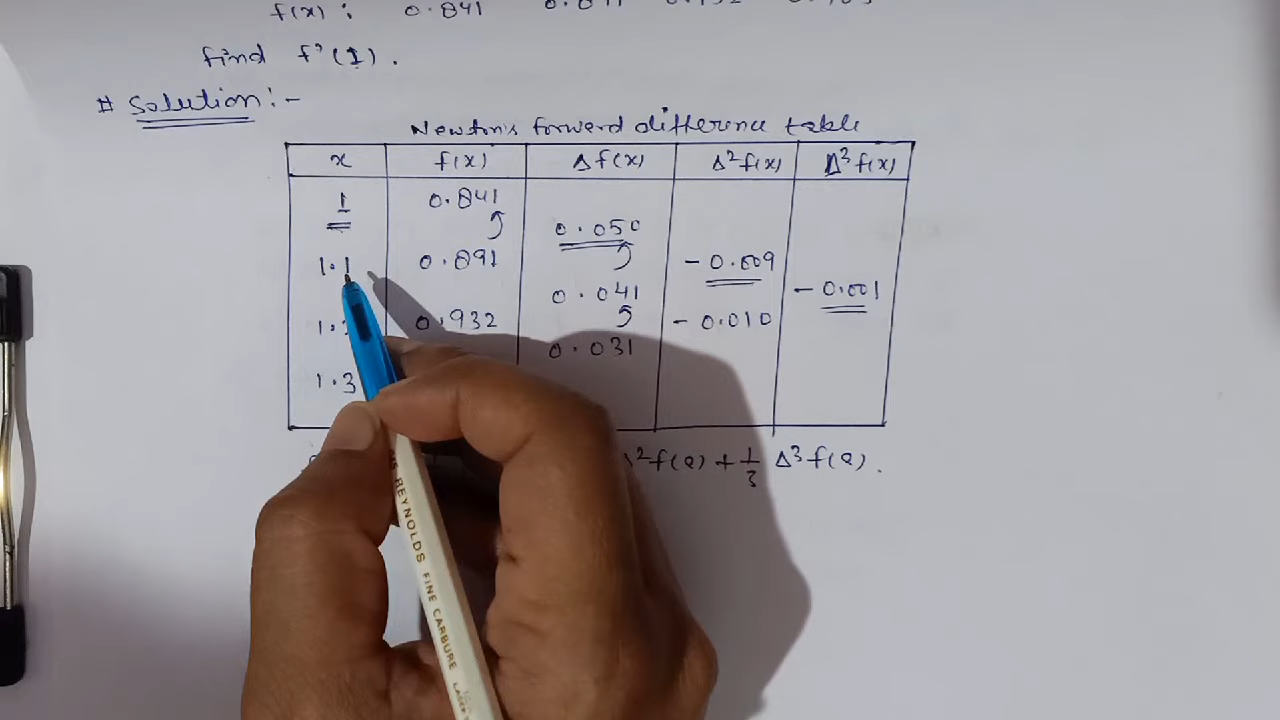 f(x) : 0.841
find f'(1).
# Solution:-
Newton's forward difference table
x f(x) Δf(x) Δ²f(x) Δ³f(x)
1 0.841
0.050
1.1 0.891 -0.009
0.041 -0.001
0.932 -0.010
0.031
1.3
Δ²f(a) + 1/3 Δ³f(a).
REYNOLDS FINE CARBURE